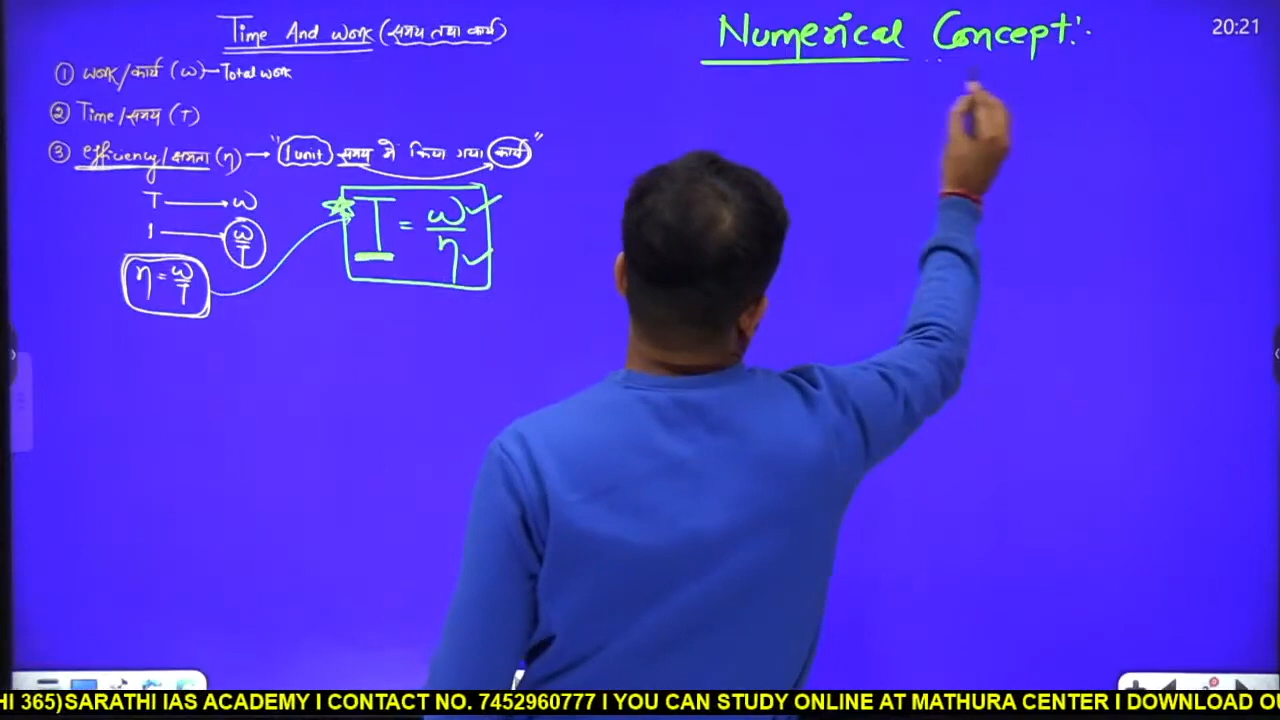 Time And Work (समय तथा कार्य)
① Work/कार्य (W) — Total work
② Time/समय (T)
③ efficiency/क्षमता (η) → "1 unit समय में किया गया कार्य"
T → W
1 → W/T
η = W/T
T = W/η
Numerical Concept:
20:21
HI 365)SARATHI IAS ACADEMY I CONTACT NO. 7452960777 I YOU CAN STUDY ONLINE AT MATHURA CENTER I DOWNLOAD OU